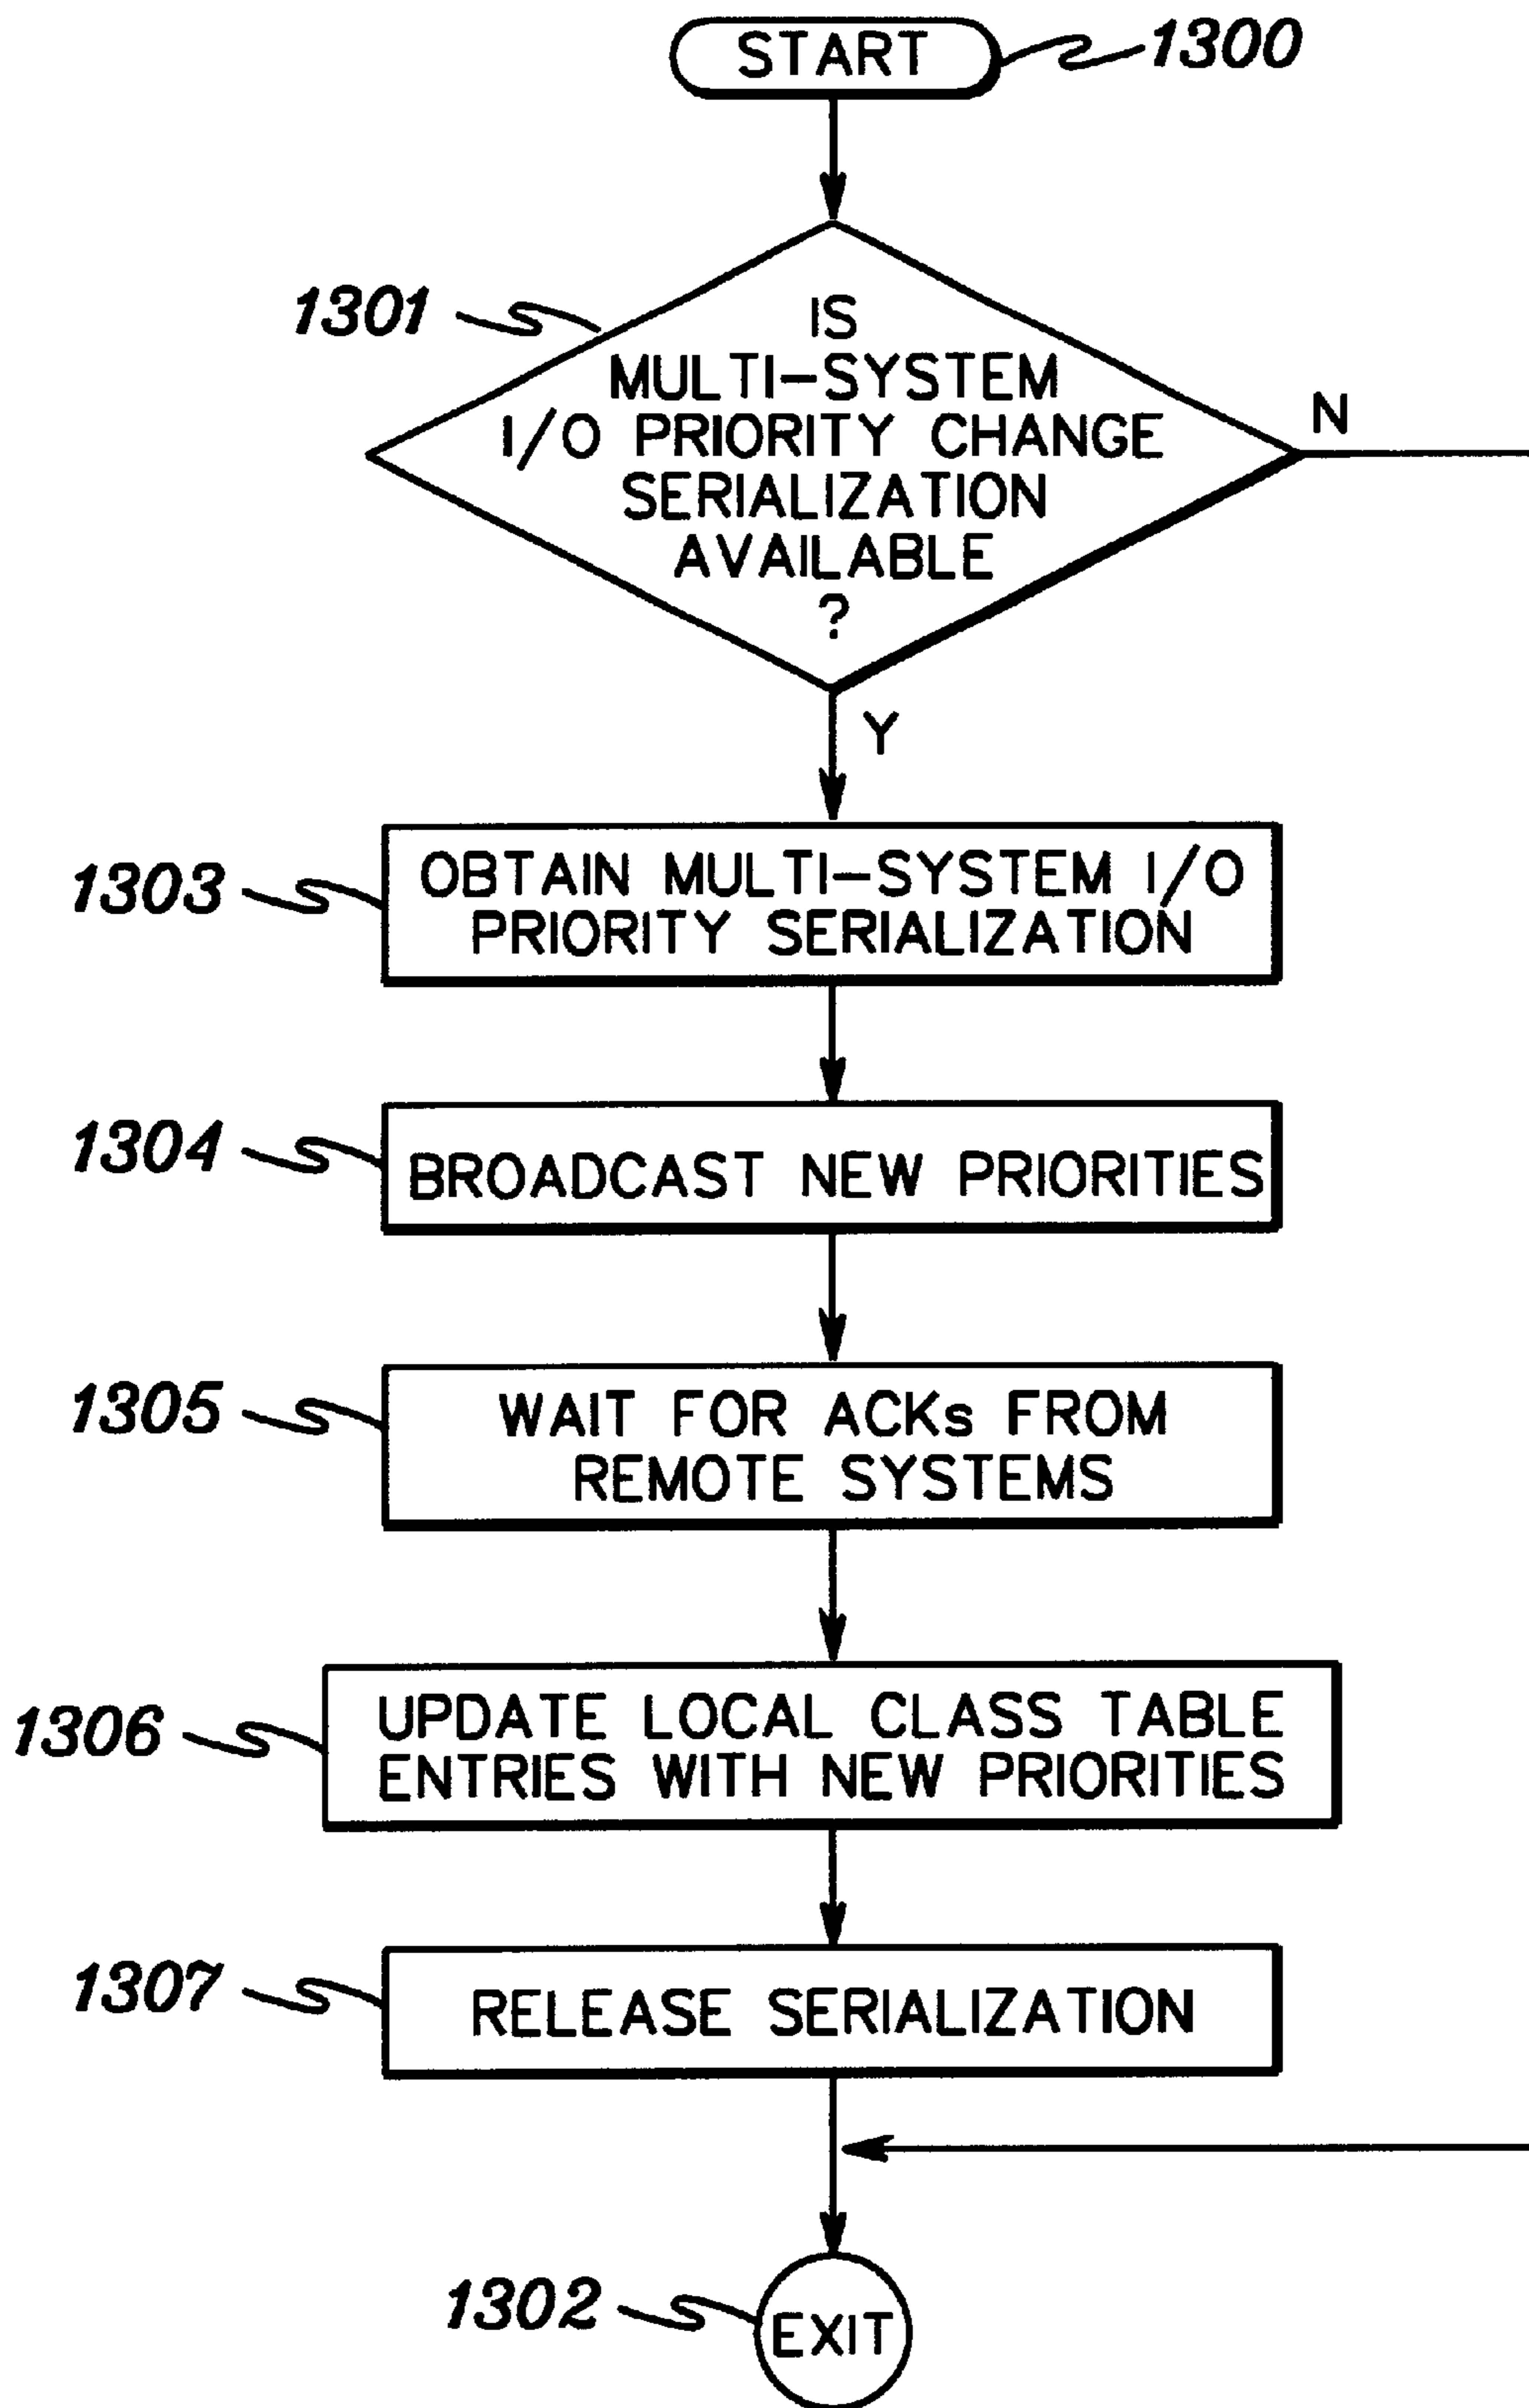 START
1300
1301
IS
MULTI-SYSTEM
I/O PRIORITY CHANGE
SERIALIZATION
AVAILABLE
?
N
Y
1303
OBTAIN MULTI-SYSTEM I/O
PRIORITY SERIALIZATION
1304
BROADCAST NEW PRIORITIES
1305
WAIT FOR ACKs FROM
REMOTE SYSTEMS
1306
UPDATE LOCAL CLASS TABLE
ENTRIES WITH NEW PRIORITIES
1307
RELEASE SERIALIZATION
1302
EXIT